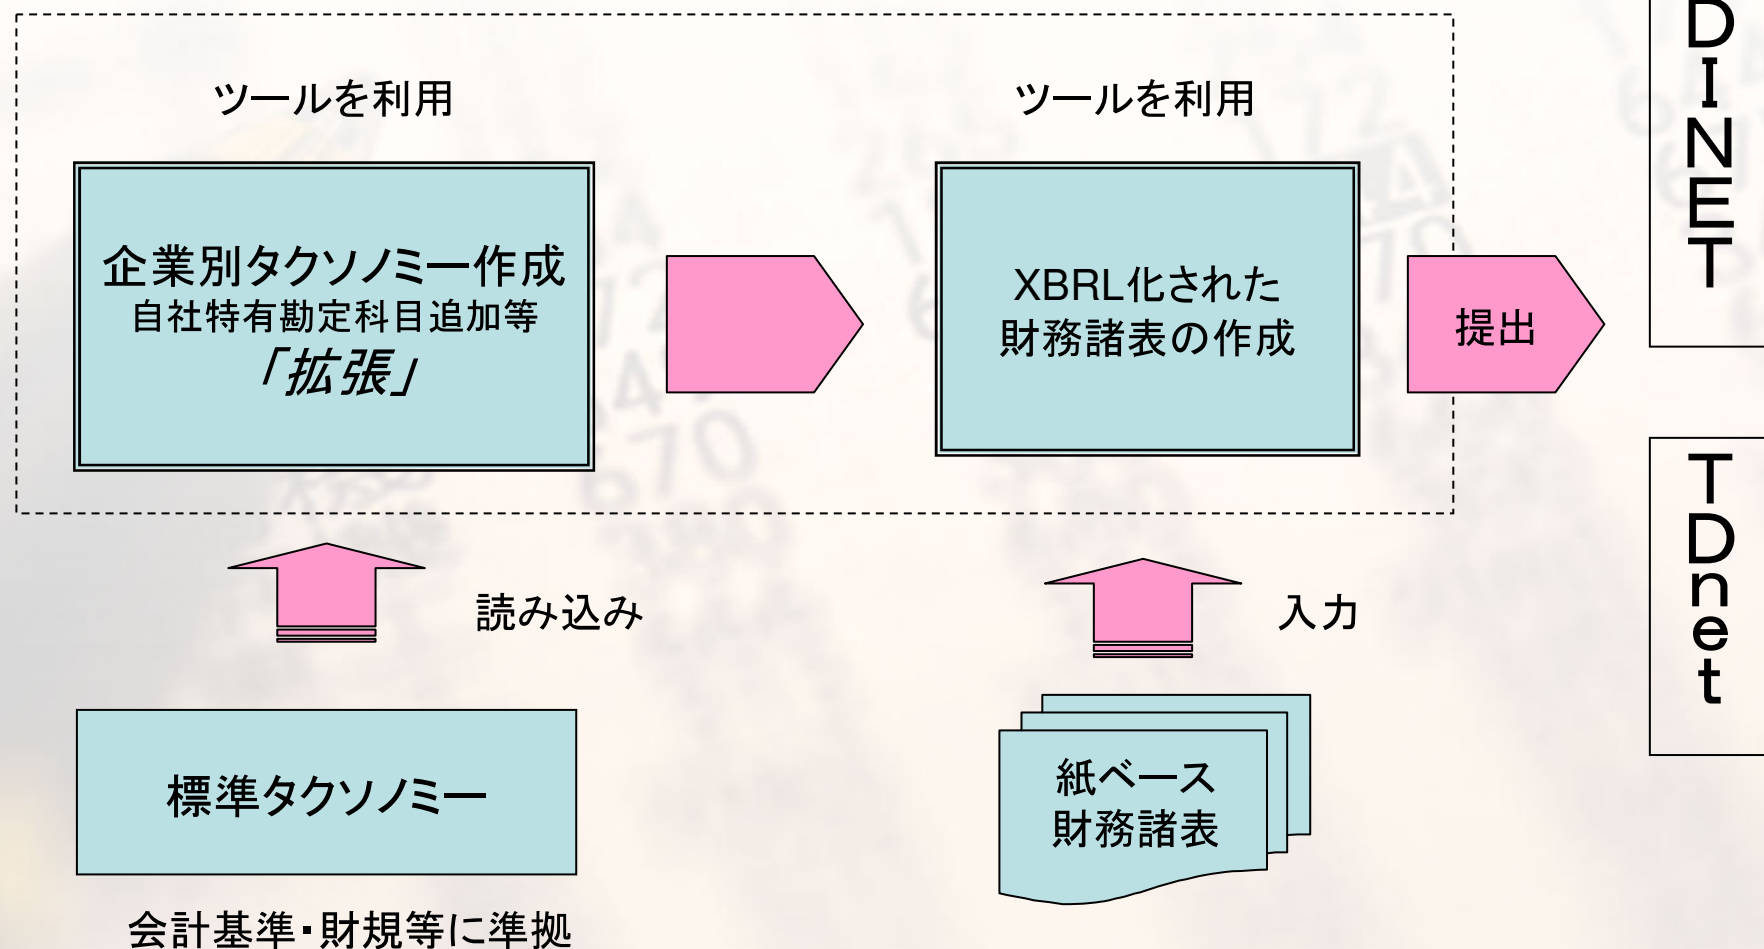 ツールを利用
ツールを利用
企業別タクソノミー作成
自社特有勘定科目追加等
「拡張」
XBRL化された
財務諸表の作成
提出
DINET
TDnet
読み込み
入力
標準タクソノミー
紙ベース
財務諸表
会計基準・財規等に準拠